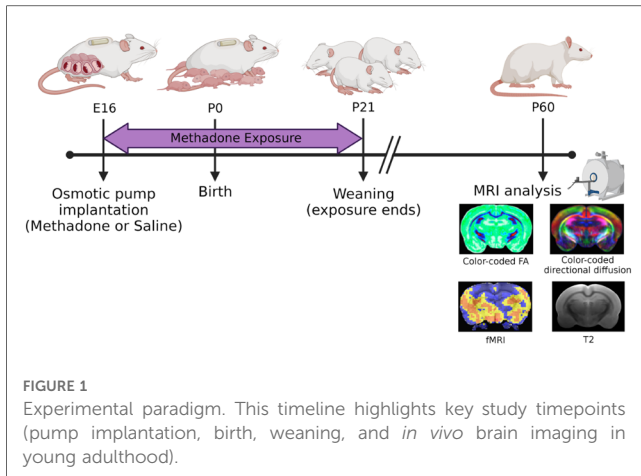 E16
P0
P21
P60
Methadone Exposure
Osmotic pump
implantation
(Methadone or Saline)
Birth
Weaning
(exposure ends)
MRI analysis
Color-coded FA
Color-coded
directional diffusion
fMRI
T2
FIGURE 1
Experimental paradigm. This timeline highlights key study timepoints
(pump implantation, birth, weaning, and in vivo brain imaging in
young adulthood).